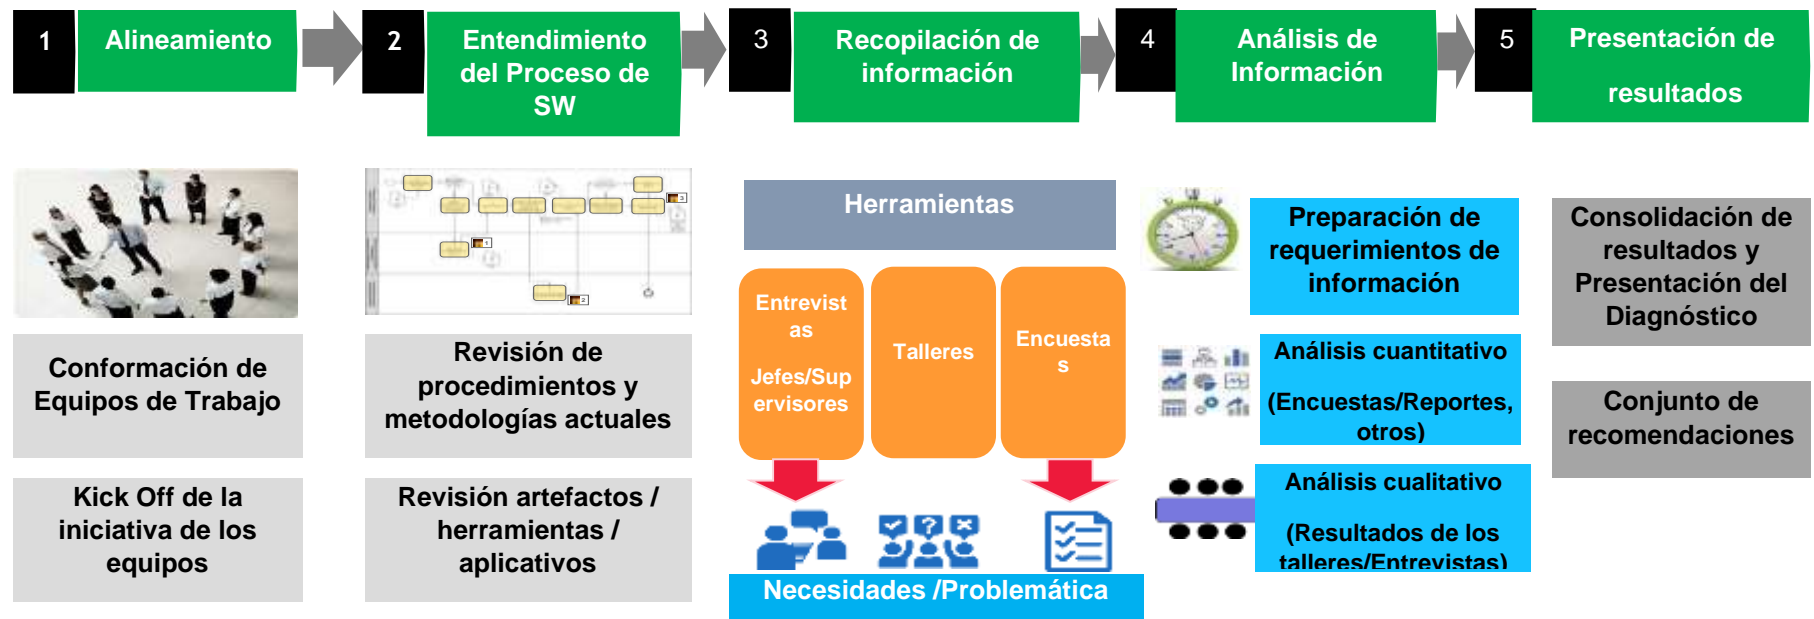 1
Alineamiento
2
Entendimiento
del Proceso de
SW
3
Recopilación de
información
4
Análisis de
Información
5
Presentación de
resultados
Conformación de
Equipos de Trabajo
Kick Off de la
iniciativa de los
equipos
Revisión de
procedimientos y
metodologías actuales
Revisión artefactos /
herramientas /
aplicativos
Herramientas
Entrevist
as
Jefes/Sup
ervisores
Talleres
Encuesta
s
Necesidades /Problemática
Preparación de
requerimientos de
información
Análisis cuantitativo
(Encuestas/Reportes,
otros)
Análisis cualitativo
(Resultados de los
talleres/Entrevistas)
Consolidación de
resultados y
Presentación del
Diagnóstico
Conjunto de
recomendaciones